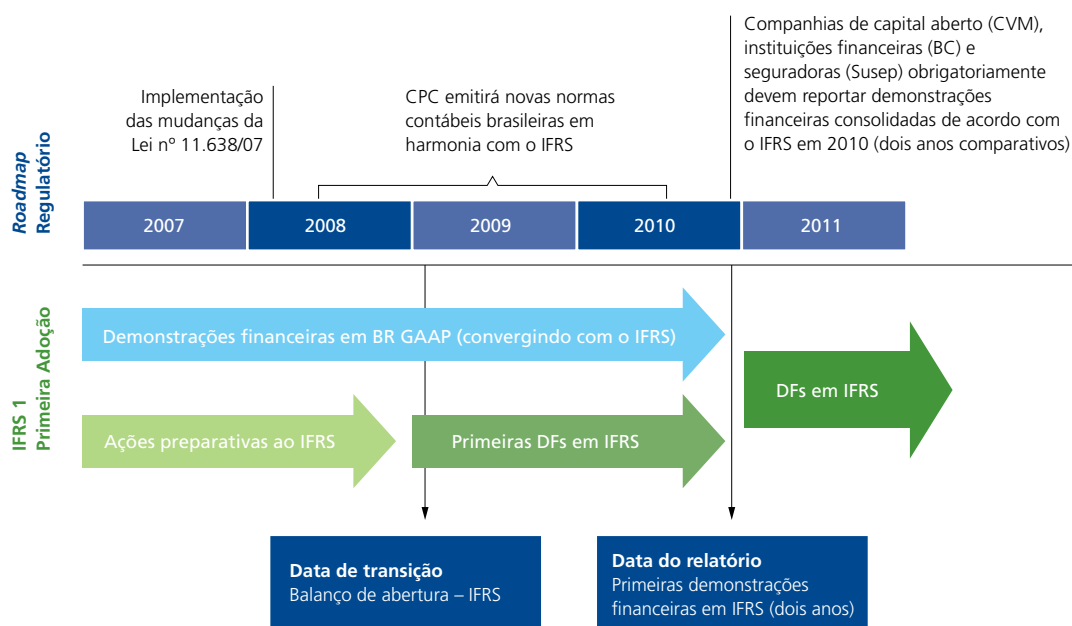 Companhias de capital aberto (CVM),
instituições financeiras (BC) e
seguradoras (Susep) obrigatoriamente
devem reportar demonstrações
financeiras consolidadas de acordo com
o IFRS em 2010 (dois anos comparativos)
Implementação
das mudanças da
Lei nº 11.638/07
CPC emitirá novas normas
contábeis brasileiras em
harmonia com o IFRS
Roadmap
Regulatório
2007
2008
2009
2010
2011
IFRS 1
Primeira Adoção
Demonstrações financeiras em BR GAAP (convergindo com o IFRS)
DFs em IFRS
Ações preparativas ao IFRS
Primeiras DFs em IFRS
Data de transição
Balanço de abertura – IFRS
Data do relatório
Primeiras demonstrações
financeiras em IFRS (dois anos)